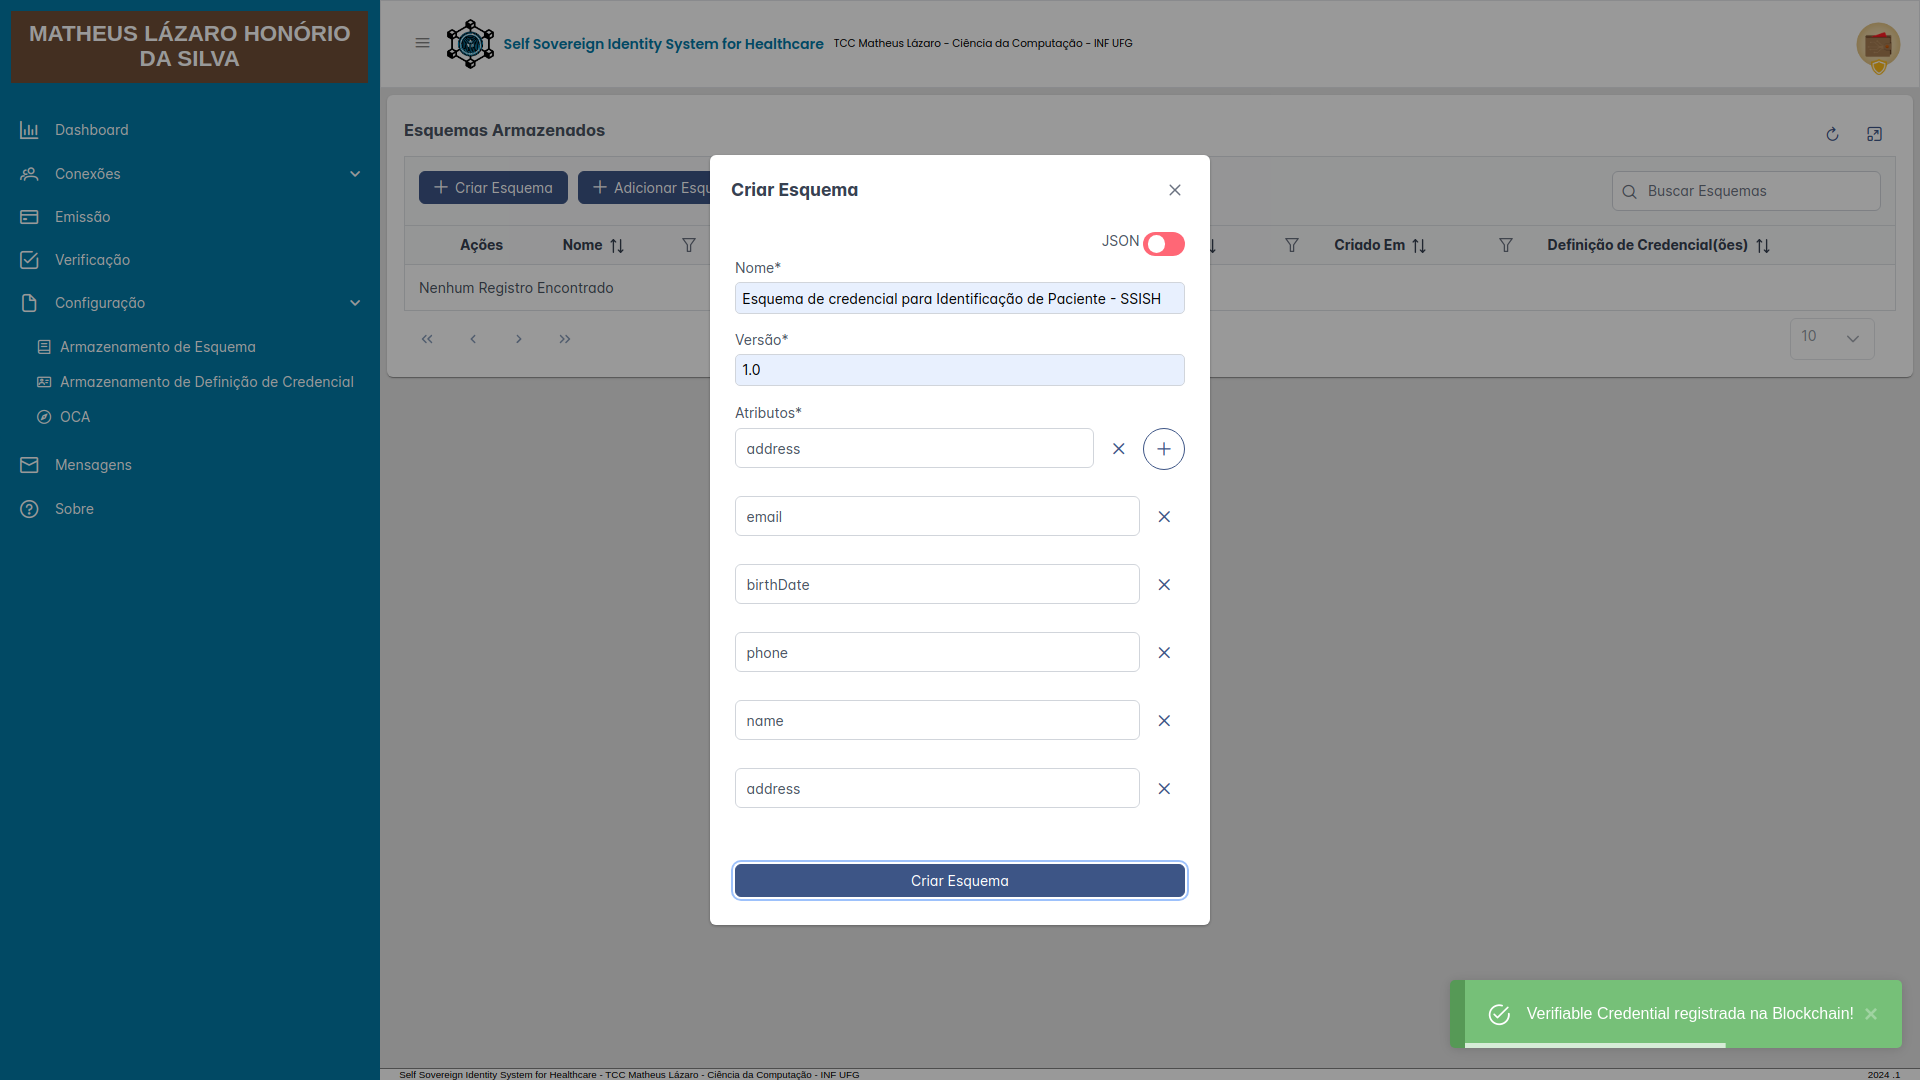 MATHEUS LÁZARO HONÓRIO
DA SILVA
Self Sovereign Identity System for Healthcare
TCC Matheus Lázaro - Ciência da Computação - INF UFG
Dashboard
Conexões
Emissão
Verificação
Configuração
Armazenamento de Esquema
Armazenamento de Definição de Credencial
OCA
Mensagens
Sobre
Esquemas Armazenados
Criar Esquema
Adicionar Esqu
Buscar Esquemas
Ações
Nome
Criado Em
Definição de Credencial(ões)
Nenhum Registro Encontrado
10
Criar Esquema
JSON
Nome*
Esquema de credencial para Identificação de Paciente - SSISH
Versão*
1.0
Atributos*
address
email
birthDate
phone
name
address
Criar Esquema
Verifiable Credential registrada na Blockchain!
Self Sovereign Identity System for Healthcare - TCC Matheus Lázaro - Ciência da Computação - INF UFG
2024 .1